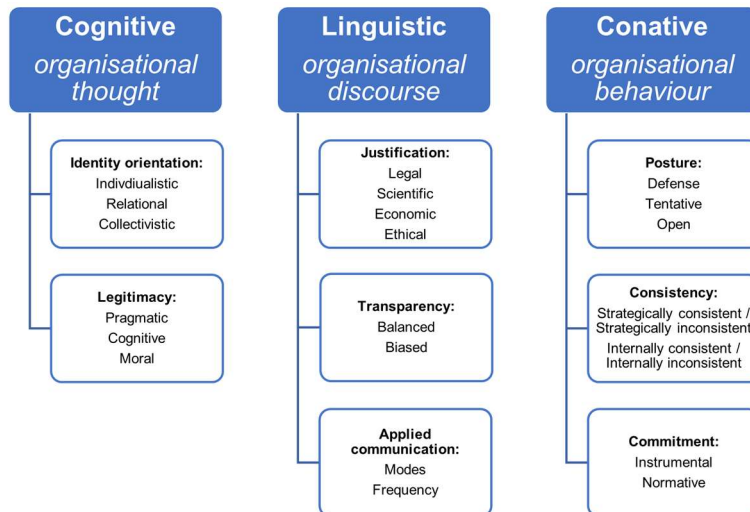 Cognitive
organisational
thought
Identity orientation:
Indivdiualistic
Relational
Collectivistic
Legitimacy:
Pragmatic
Cognitive
Moral
Linguistic
organisational
discourse
Justification:
Legal
Scientific
Economic
Ethical
Transparency:
Balanced
Biased
Applied
communication:
Modes
Frequency
Conative
organisational
behaviour
Posture:
Defense
Tentative
Open
Consistency:
Strategically consistent /
Strategically inconsistent
Internally consistent /
Internally inconsistent
Commitment:
Instrumental
Normative